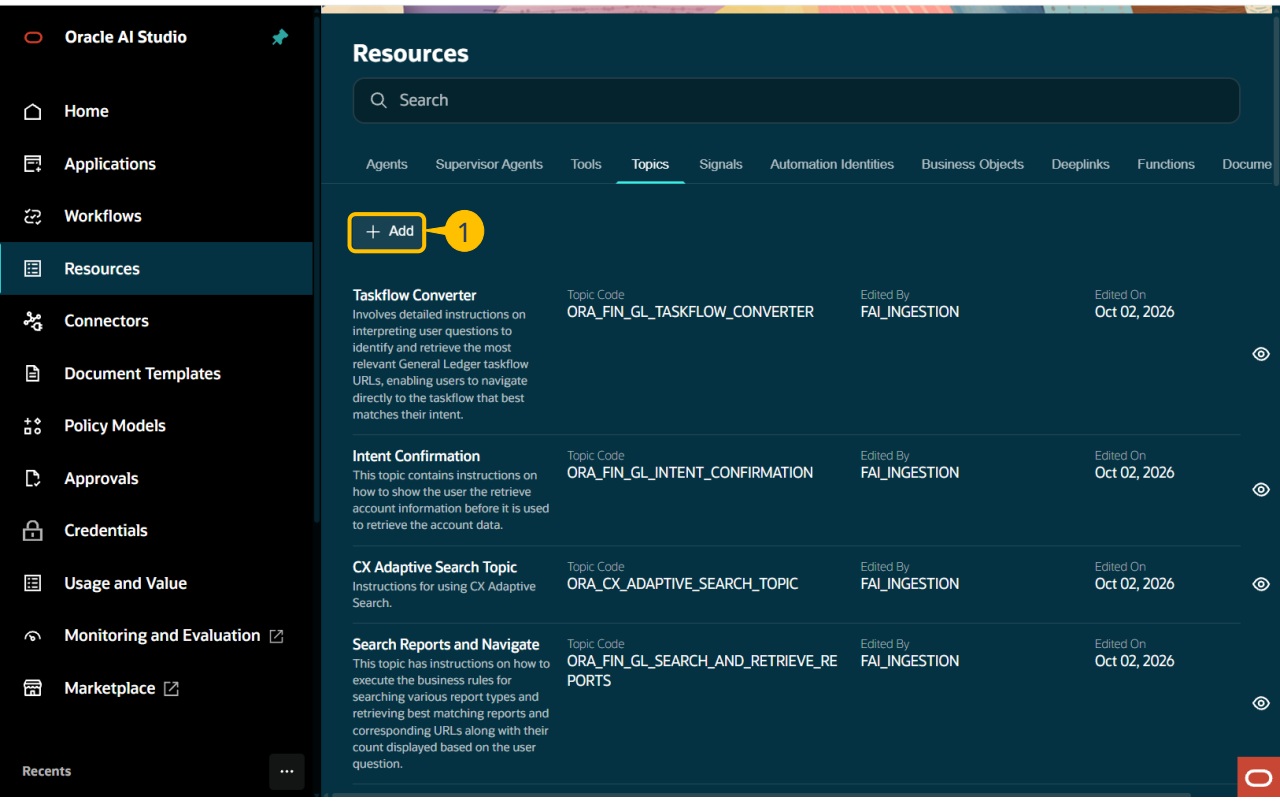 Oracle AI Studio
Home
Applications
Workflows
Resources
Connectors
Document Templates
Policy Models
Approvals
Credentials
Usage and Value
Monitoring and Evaluation
Marketplace
Recents
Resources
Search
Agents Supervisor Agents Tools Topics Signals Automation Identities Business Objects Deeplinks Functions Docume
+ Add
1
Taskflow Converter
Involves detailed instructions on
interpreting user questions to
identify and retrieve the most
relevant General Ledger taskflow
URLs, enabling users to navigate
directly to the taskflow that best
matches their intent.
Topic Code
ORA_FIN_GL_TASKFLOW_CONVERTER
Edited By
FAI_INGESTION
Edited On
Oct 02, 2026
Intent Confirmation
This topic contains instructions on
how to show the user the retrieve
account information before it is used
to retrieve the account data.
Topic Code
ORA_FIN_GL_INTENT_CONFIRMATION
Edited By
FAI_INGESTION
Edited On
Oct 02, 2026
CX Adaptive Search Topic
Instructions for using CX Adaptive
Search.
Topic Code
ORA_CX_ADAPTIVE_SEARCH_TOPIC
Edited By
FAI_INGESTION
Edited On
Oct 02, 2026
Search Reports and Navigate
This topic has instructions on how to
execute the business rules for
searching various report types and
retrieving best matching reports and
corresponding URLs along with their
count displayed based on the user
question.
Topic Code
ORA_FIN_GL_SEARCH_AND_RETRIEVE_RE
PORTS
Edited By
FAI_INGESTION
Edited On
Oct 02, 2026